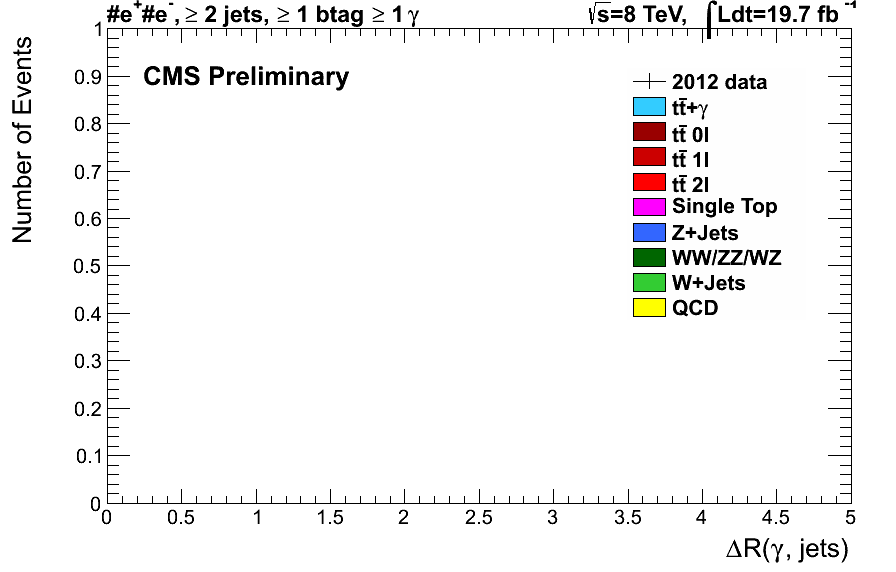 #e⁺#e⁻, ≥ 2 jets, ≥ 1 btag ≥ 1 γ √s=8 TeV, ∫Ldt=19.7 fb⁻¹
CMS Preliminary
2012 data
tt̄+γ
tt̄ 0l
tt̄ 1l
tt̄ 2l
Single Top
Z+Jets
WW/ZZ/WZ
W+Jets
QCD
Number of Events
1
0.9
0.8
0.7
0.6
0.5
0.4
0.3
0.2
0.1
0
0 0.5 1 1.5 2 2.5 3 3.5 4 4.5 5
ΔR(γ, jets)